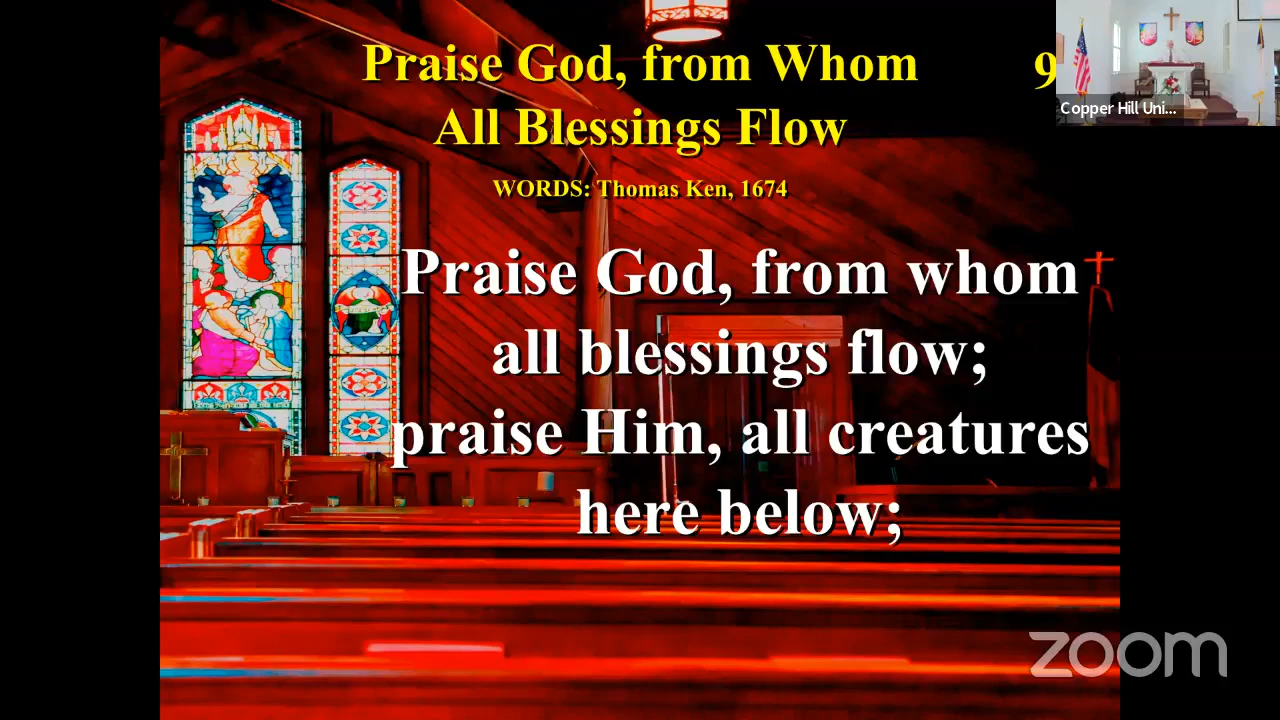 Praise God, from Whom
All Blessings Flow
9
WORDS: Thomas Ken, 1674
Copper Hill Uni...
Praise God, from whom
all blessings flow;
praise Him, all creatures
here below;
zoom